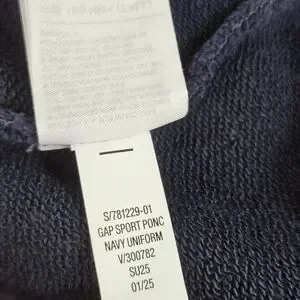 S/781229-01
GAP SPORT PONC
NAVY UNIFORM
V/300782
SU25
01/25